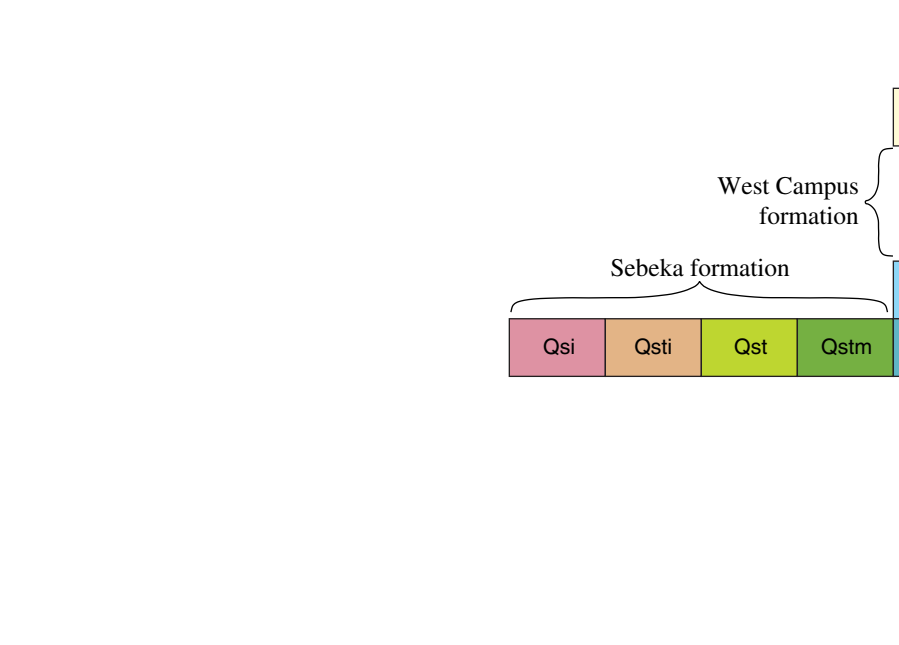 West Campus
formation
Sebeka formation
Qsi Qsti Qst Qstm